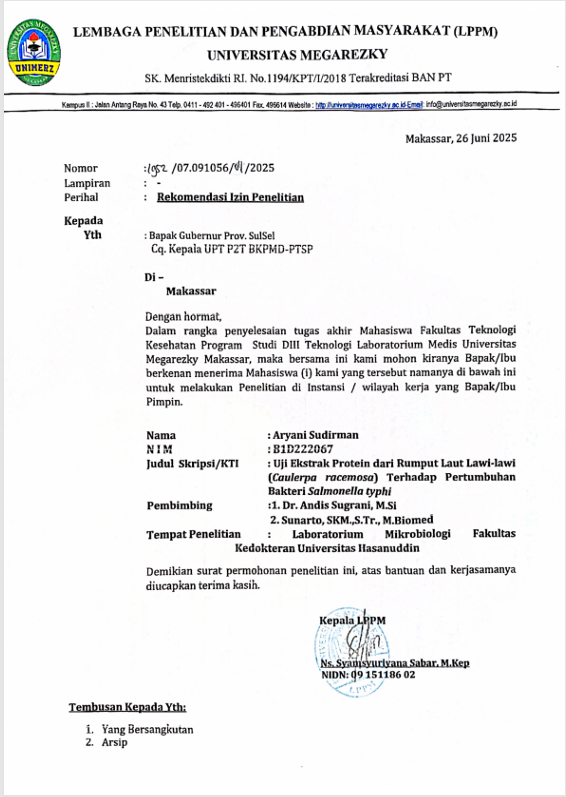 LEMBAGA PENELITIAN DAN PENGABDIAN MASYARAKAT (LPPM)
UNIVERSITAS MEGAREZKY
SK. Menristekdikti RI. No.1194/KPT/I/2018 Terakreditasi BAN PT
UNIMERZ
Kampus II : Jalan Antang Raya No. 43 Telp. 0411 - 492 401 - 496401 Fax. 496614 Website : http://universitasmegarezky.ac.id-Email: info@universitasmegarezky.ac.id
Makassar, 26 Juni 2025
Nomor :1052 /07.091056/VI/2025
Lampiran : -
Perihal : Rekomendasi Izin Penelitian
Kepada
Yth : Bapak Gubernur Prov. SulSel
Cq. Kepala UPT P2T BKPMD-PTSP
Di –
Makassar
Dengan hormat,
Dalam rangka penyelesaian tugas akhir Mahasiswa Fakultas Teknologi
Kesehatan Program Studi DIII Teknologi Laboratorium Medis Universitas
Megarezky Makassar, maka bersama ini kami mohon kiranya Bapak/Ibu
berkenan menerima Mahasiswa (i) kami yang tersebut namanya di bawah ini
untuk melakukan Penelitian di Instansi / wilayah kerja yang Bapak/Ibu
Pimpin.
Nama : Aryani Sudirman
N I M : B1D222067
Judul Skripsi/KTI : Uji Ekstrak Protein dari Rumput Laut Lawi-lawi
(Caulerpa racemosa) Terhadap Pertumbuhan
Bakteri Salmonella typhi
Pembimbing :1. Dr. Andis Sugrani, M.Si
2. Sunarto, SKM.,S.Tr., M.Biomed
Tempat Penelitian : Laboratorium Mikrobiologi Fakultas
Kedokteran Universitas Hasanuddin
Demikian surat permohonan penelitian ini, atas bantuan dan kerjasamanya
diucapkan terima kasih.
Kepala LPPM
Ns. Syamsyuriyana Sabar, M.Kep
NIDN: 09 151186 02
LPPM
Tembusan Kepada Yth:
1. Yang Bersangkutan
2. Arsip